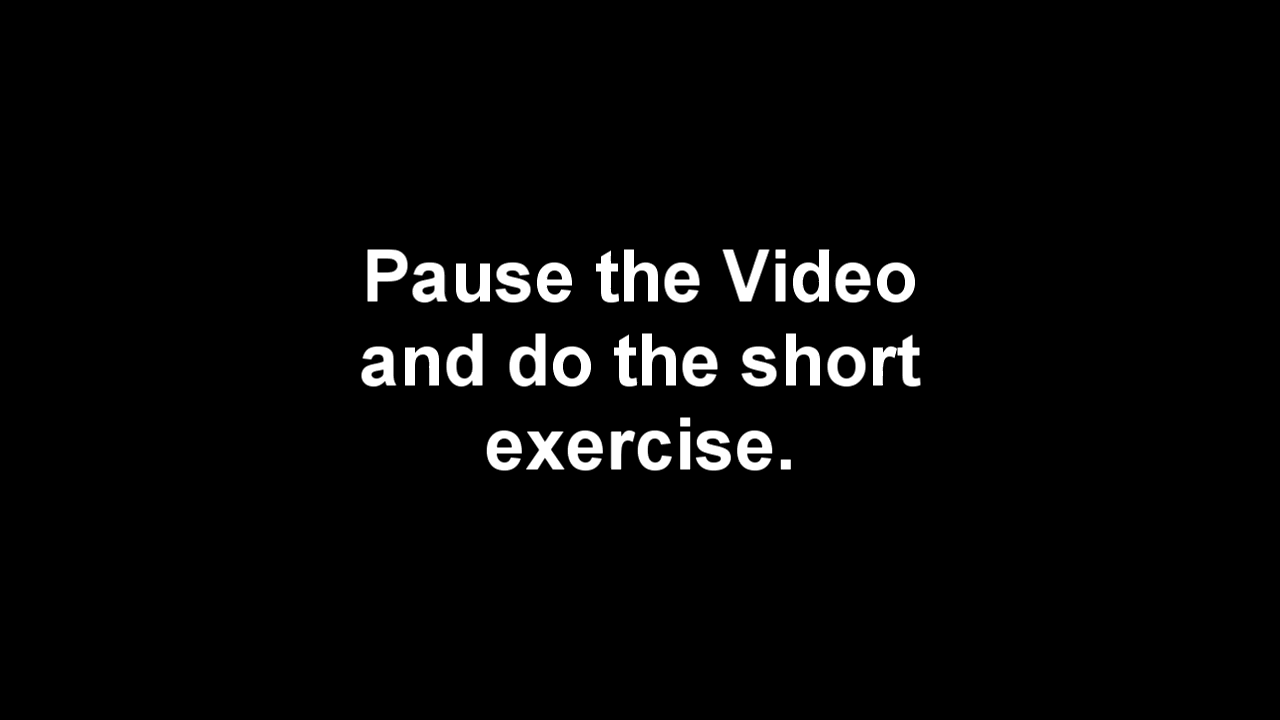 Pause the Video
and do the short
exercise.